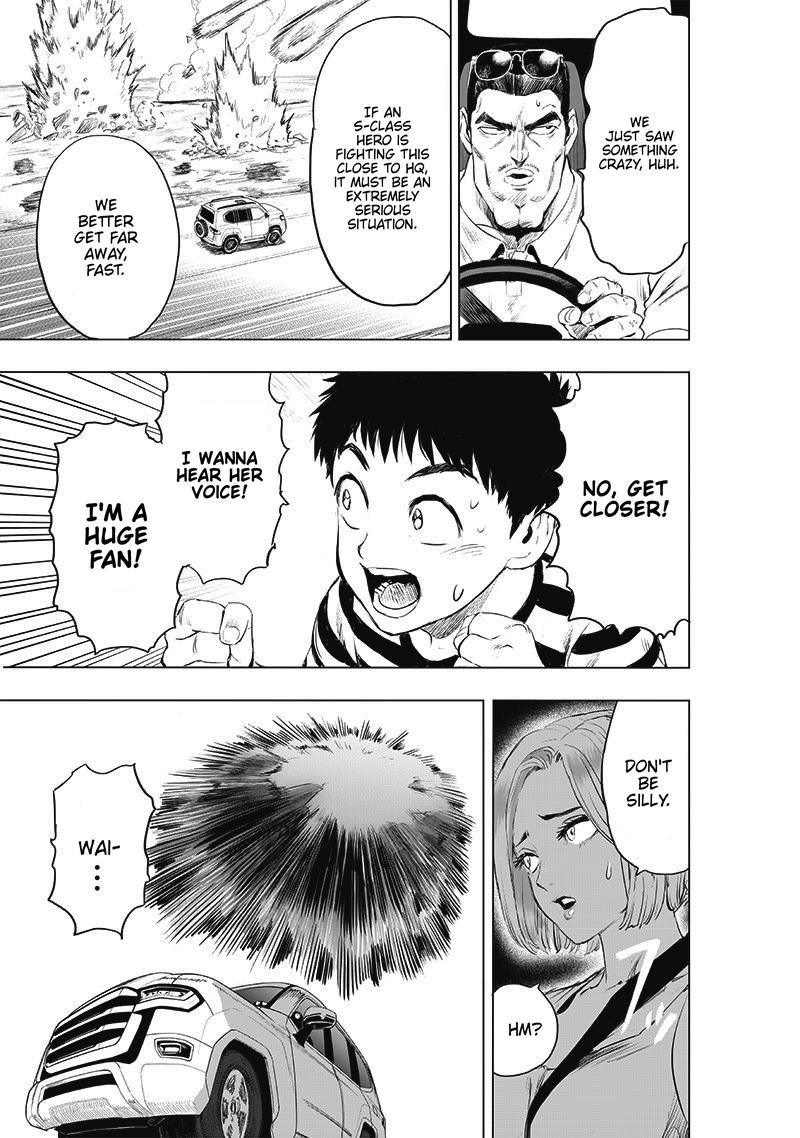 WE
JUST SAW
SOMETHING
CRAZY, HUH.
IF AN
S-CLASS
HERO IS
FIGHTING THIS
CLOSE TO HQ,
IT MUST BE AN
EXTREMELY
SERIOUS
SITUATION.
WE
BETTER
GET FAR
AWAY,
FAST.
NO, GET
CLOSER!
I WANNA
HEAR HER
VOICE!
I'M A
HUGE
FAN!
DON'T
BE
SILLY.
HM?
フッ
WAI-
⋮